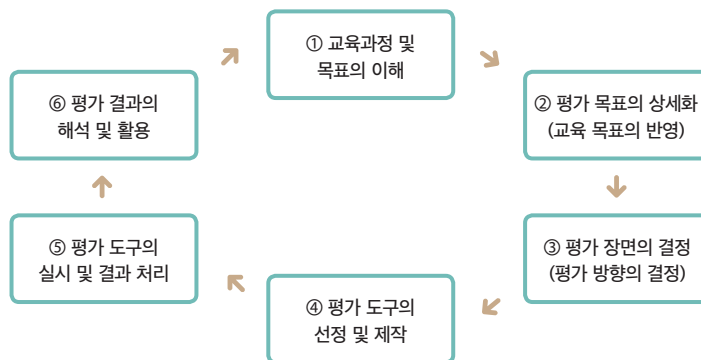 ① 교육과정 및
목표의 이해
② 평가 목표의 상세화
(교육 목표의 반영)
③ 평가 장면의 결정
(평가 방향의 결정)
④ 평가 도구의
선정 및 제작
⑤ 평가 도구의
실시 및 결과 처리
⑥ 평가 결과의
해석 및 활용